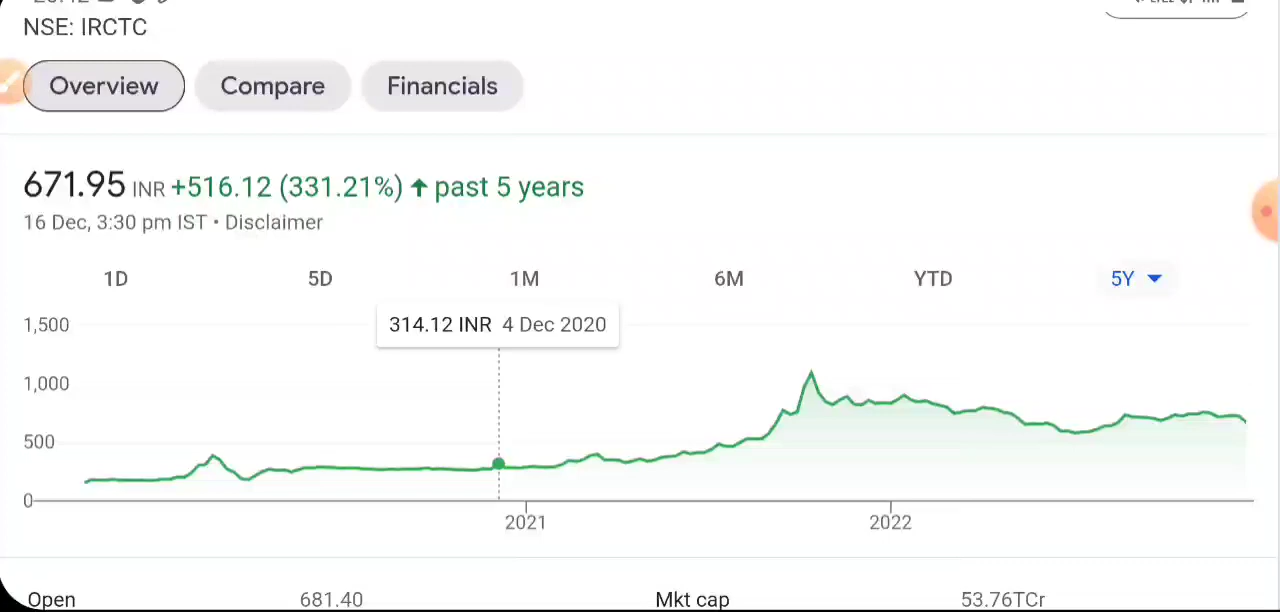 NSE: IRCTC
Overview Compare Financials
671.95 INR +516.12 (331.21%) ↑ past 5 years
16 Dec, 3:30 pm IST • Disclaimer
1D 5D 1M 6M YTD 5Y
314.12 INR 4 Dec 2020
1,500
1,000
500
0
2021 2022
Open 681.40 Mkt cap 53.76TCr